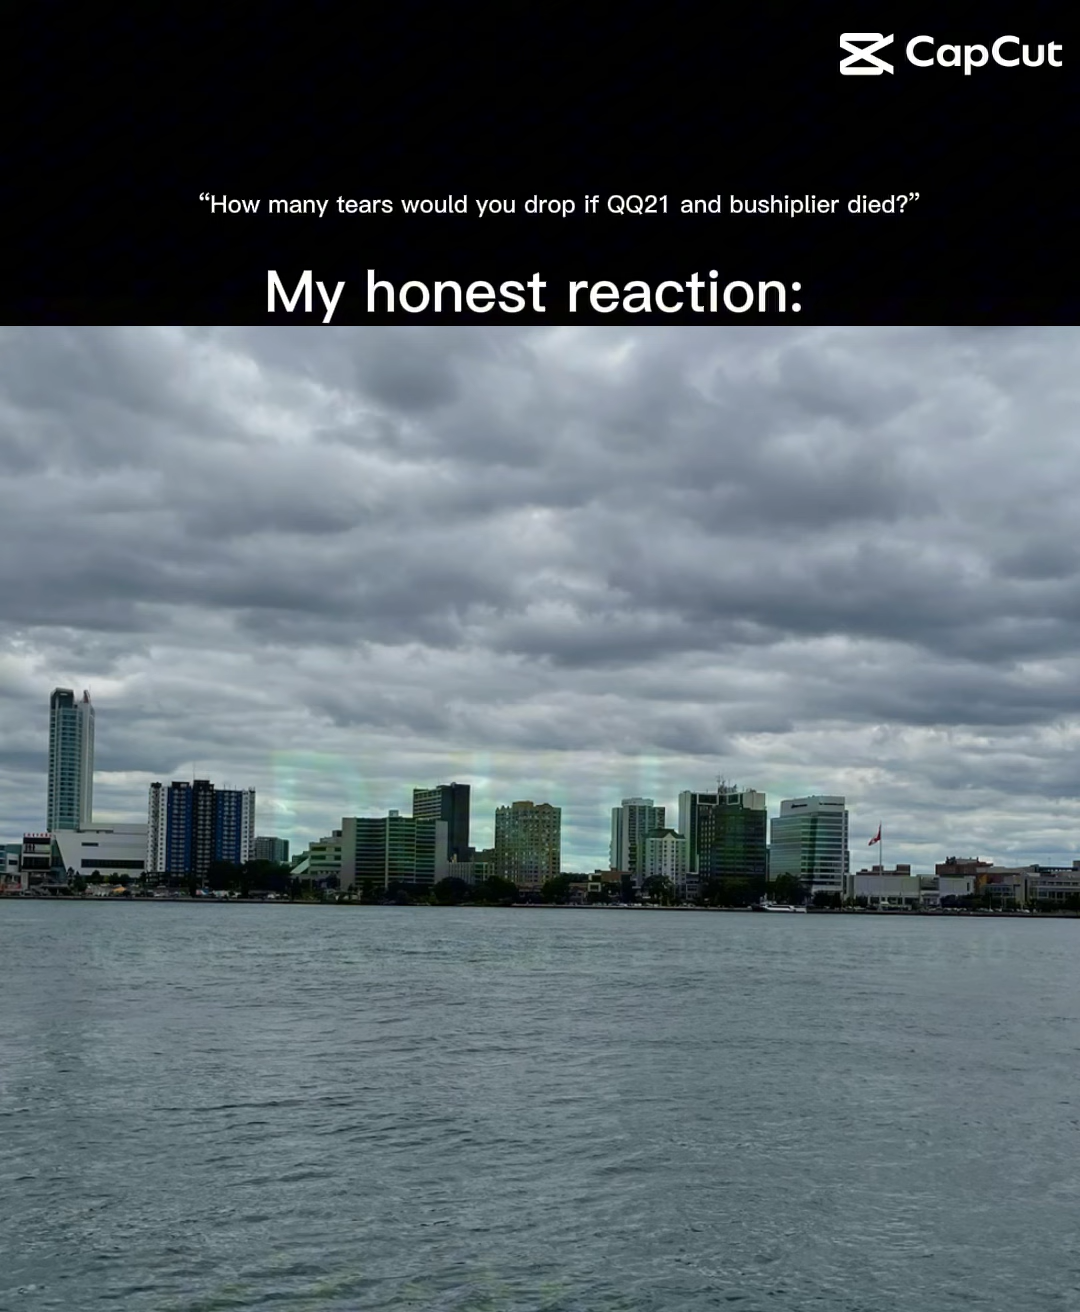 CapCut
“How many tears would you drop if QQ21 and bushiplier died?”
My honest reaction: